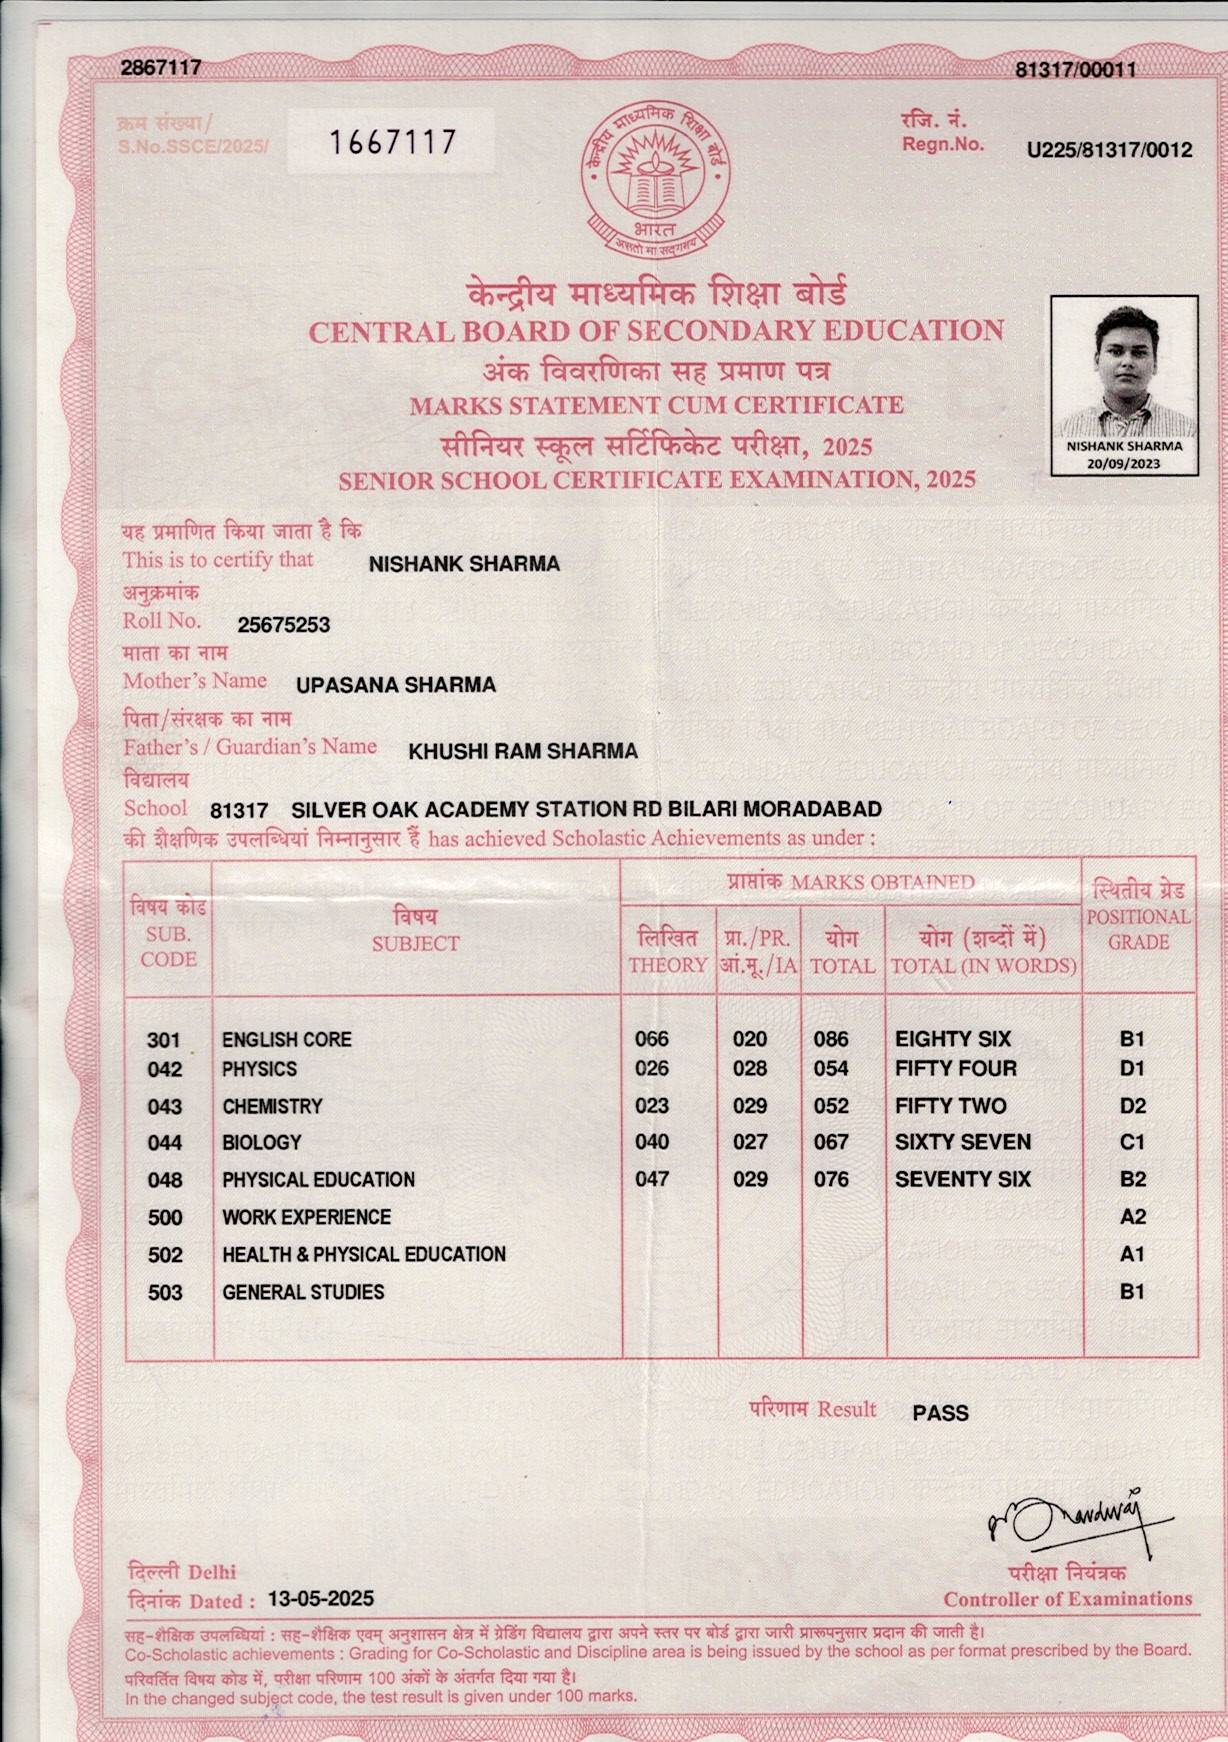 2867117
81317/00011
क्रम संख्या/
S.No.SSCE/2025/
1667117
रजि. नं.
Regn.No.
U225/81317/0012
केन्द्रीय माध्यमिक शिक्षा बोर्ड
भारत
असतो मा सद्गमय
केन्द्रीय माध्यमिक शिक्षा बोर्ड
CENTRAL BOARD OF SECONDARY EDUCATION
अंक विवरणिका सह प्रमाण पत्र
MARKS STATEMENT CUM CERTIFICATE
सीनियर स्कूल सर्टिफिकेट परीक्षा, 2025
SENIOR SCHOOL CERTIFICATE EXAMINATION, 2025
NISHANK SHARMA
20/09/2023
यह प्रमाणित किया जाता है कि
This is to certify that NISHANK SHARMA
अनुक्रमांक
Roll No. 25675253
माता का नाम
Mother's Name UPASANA SHARMA
पिता/संरक्षक का नाम
Father's / Guardian's Name KHUSHI RAM SHARMA
विद्यालय
School 81317 SILVER OAK ACADEMY STATION RD BILARI MORADABAD
की शैक्षणिक उपलब्धियां निम्नानुसार हैं has achieved Scholastic Achievements as under :
विषय कोड
SUB.
CODE
विषय
SUBJECT
प्राप्तांक MARKS OBTAINED
लिखित
THEORY
प्रा./PR.
आं.मू./IA
योग
TOTAL
योग (शब्दों में)
TOTAL (IN WORDS)
स्थितीय ग्रेड
POSITIONAL
GRADE
301 ENGLISH CORE 066 020 086 EIGHTY SIX B1
042 PHYSICS 026 028 054 FIFTY FOUR D1
043 CHEMISTRY 023 029 052 FIFTY TWO D2
044 BIOLOGY 040 027 067 SIXTY SEVEN C1
048 PHYSICAL EDUCATION 047 029 076 SEVENTY SIX B2
500 WORK EXPERIENCE A2
502 HEALTH & PHYSICAL EDUCATION A1
503 GENERAL STUDIES B1
परिणाम Result PASS
दिल्ली Delhi
दिनांक Dated : 13-05-2025
परीक्षा नियंत्रक
Controller of Examinations
सह-शैक्षिक उपलब्धियां : सह-शैक्षिक एवम् अनुशासन क्षेत्र में ग्रेडिंग विद्यालय द्वारा अपने स्तर पर बोर्ड द्वारा जारी प्रारूपनुसार प्रदान की जाती है।
Co-Scholastic achievements : Grading for Co-Scholastic and Discipline area is being issued by the school as per format prescribed by the Board.
परिवर्तित विषय कोड में, परीक्षा परिणाम 100 अंकों के अंतर्गत दिया गया है।
In the changed subject code, the test result is given under 100 marks.